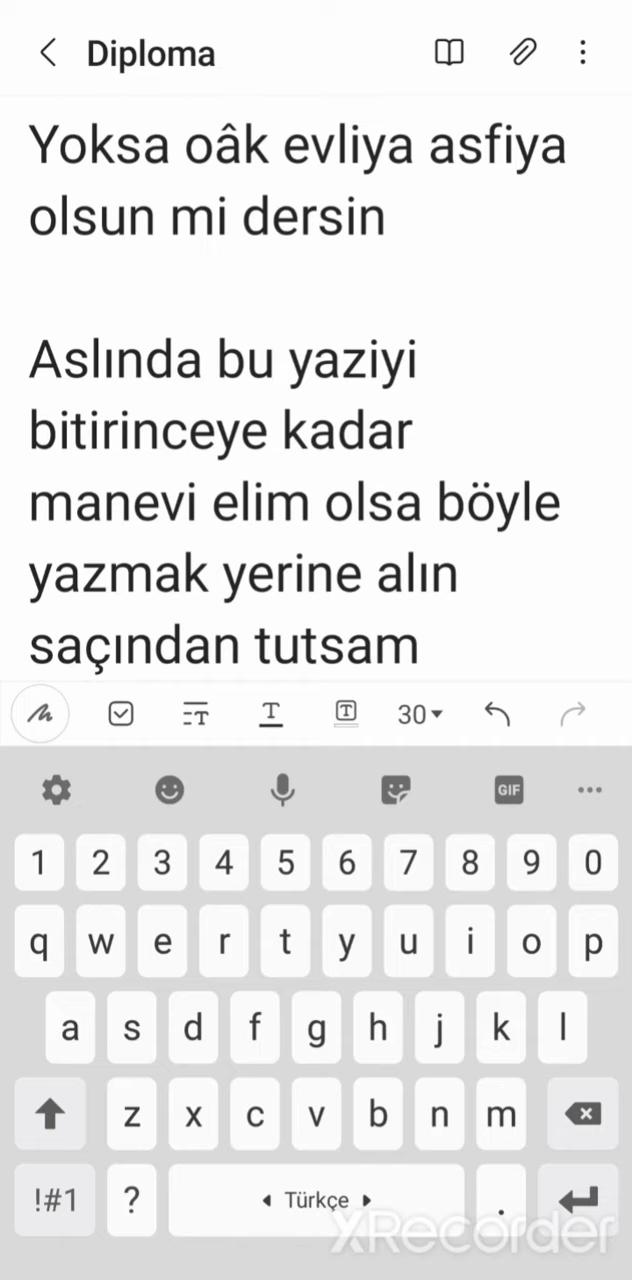 Diploma
Yoksa oâk evliya asfiya
olsun mi dersin
Aslında bu yaziyi
bitirinceye kadar
manevi elim olsa böyle
yazmak yerine alın
saçından tutsam
T T T 30
GIF
1 2 3 4 5 6 7 8 9 0
q w e r t y u i o p
a s d f g h j k l
z x c v b n m
!#1 ? Türkçe .
XRecorder